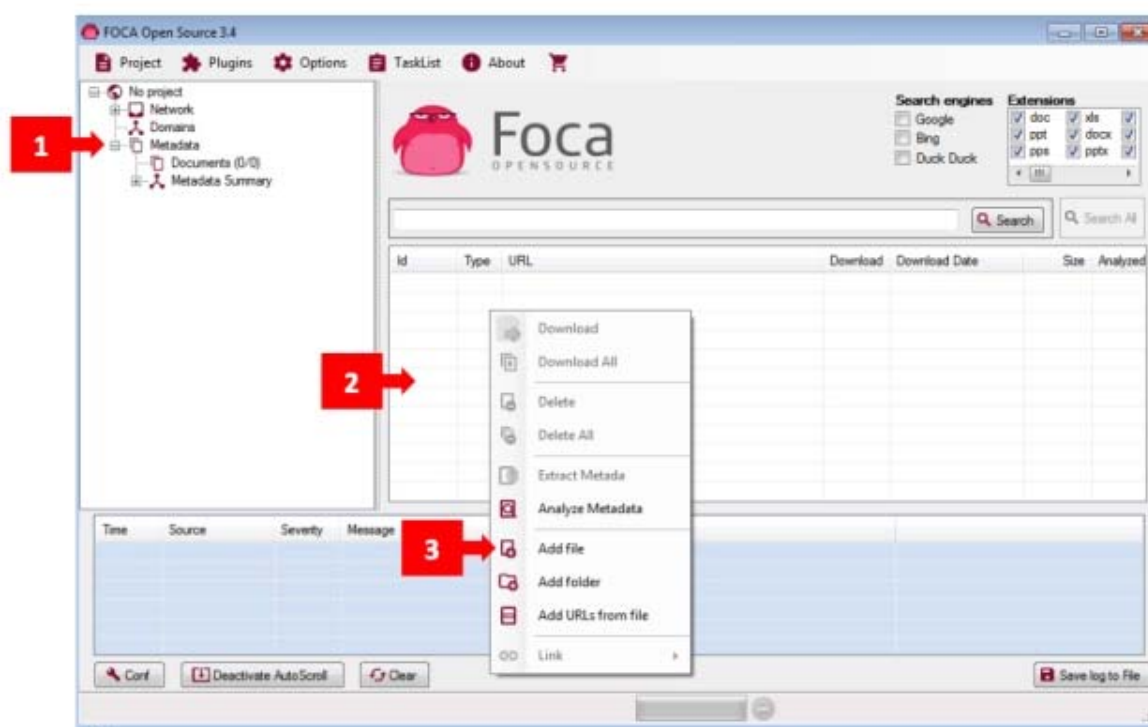 FOCA Open Source 3.4
Project Plugins Options TaskList About
No project
Network
Domains
1
Metadata
Documents (0/0)
Metadata Summary
Foca
OPENSOURCE
Search engines
Google
Bing
Duck Duck
Extensions
doc xls
ppt docx
pps pptx
Search
Search All
Id Type URL Download Download Date Size Analyzed
2
Download
Download All
Delete
Delete All
Extract Metada
Analyze Metadata
3
Add file
Add folder
Add URLs from file
Link
Time Source Severity Message
Conf Deactivate AutoScroll Clear Save log to File